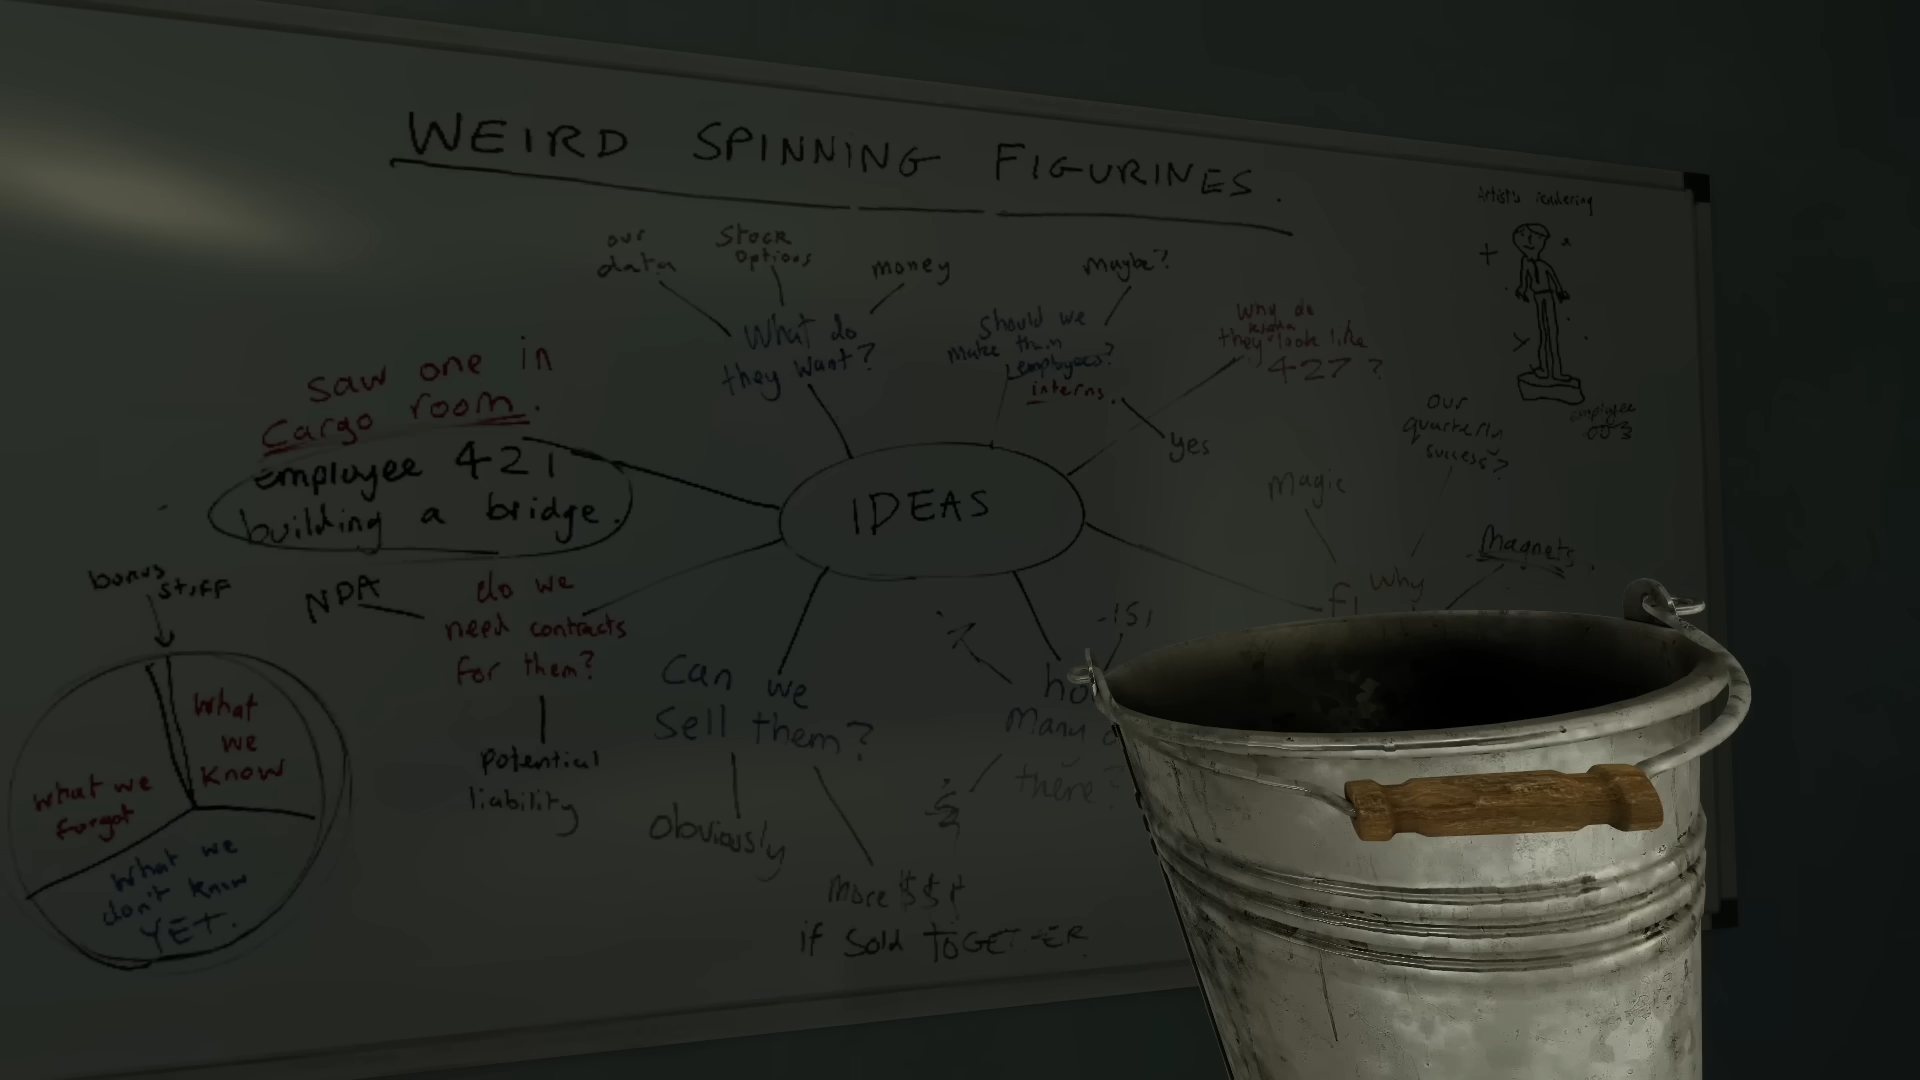 WEIRD SPINNING FIGURINES.
Artist's rendering
our
data
Stock
options
money
What do
they want?
Maybe?
Should we
make them
employees?
interns.
yes
Why do
they kinda look like
427?
employee
Saw one in
Cargo room.
employee 421
building a bridge.
IDEAS
our
quarterly
success?
Magic
Magnets.
why
bonus
stuff
NDA
do we
need contracts
for them?
potential
liability
what
we
know
what we
forgot
what we
don't know
YET.
Can we
Sell them?
Obviously
More $$$
if Sold TOGETHER
many
there?